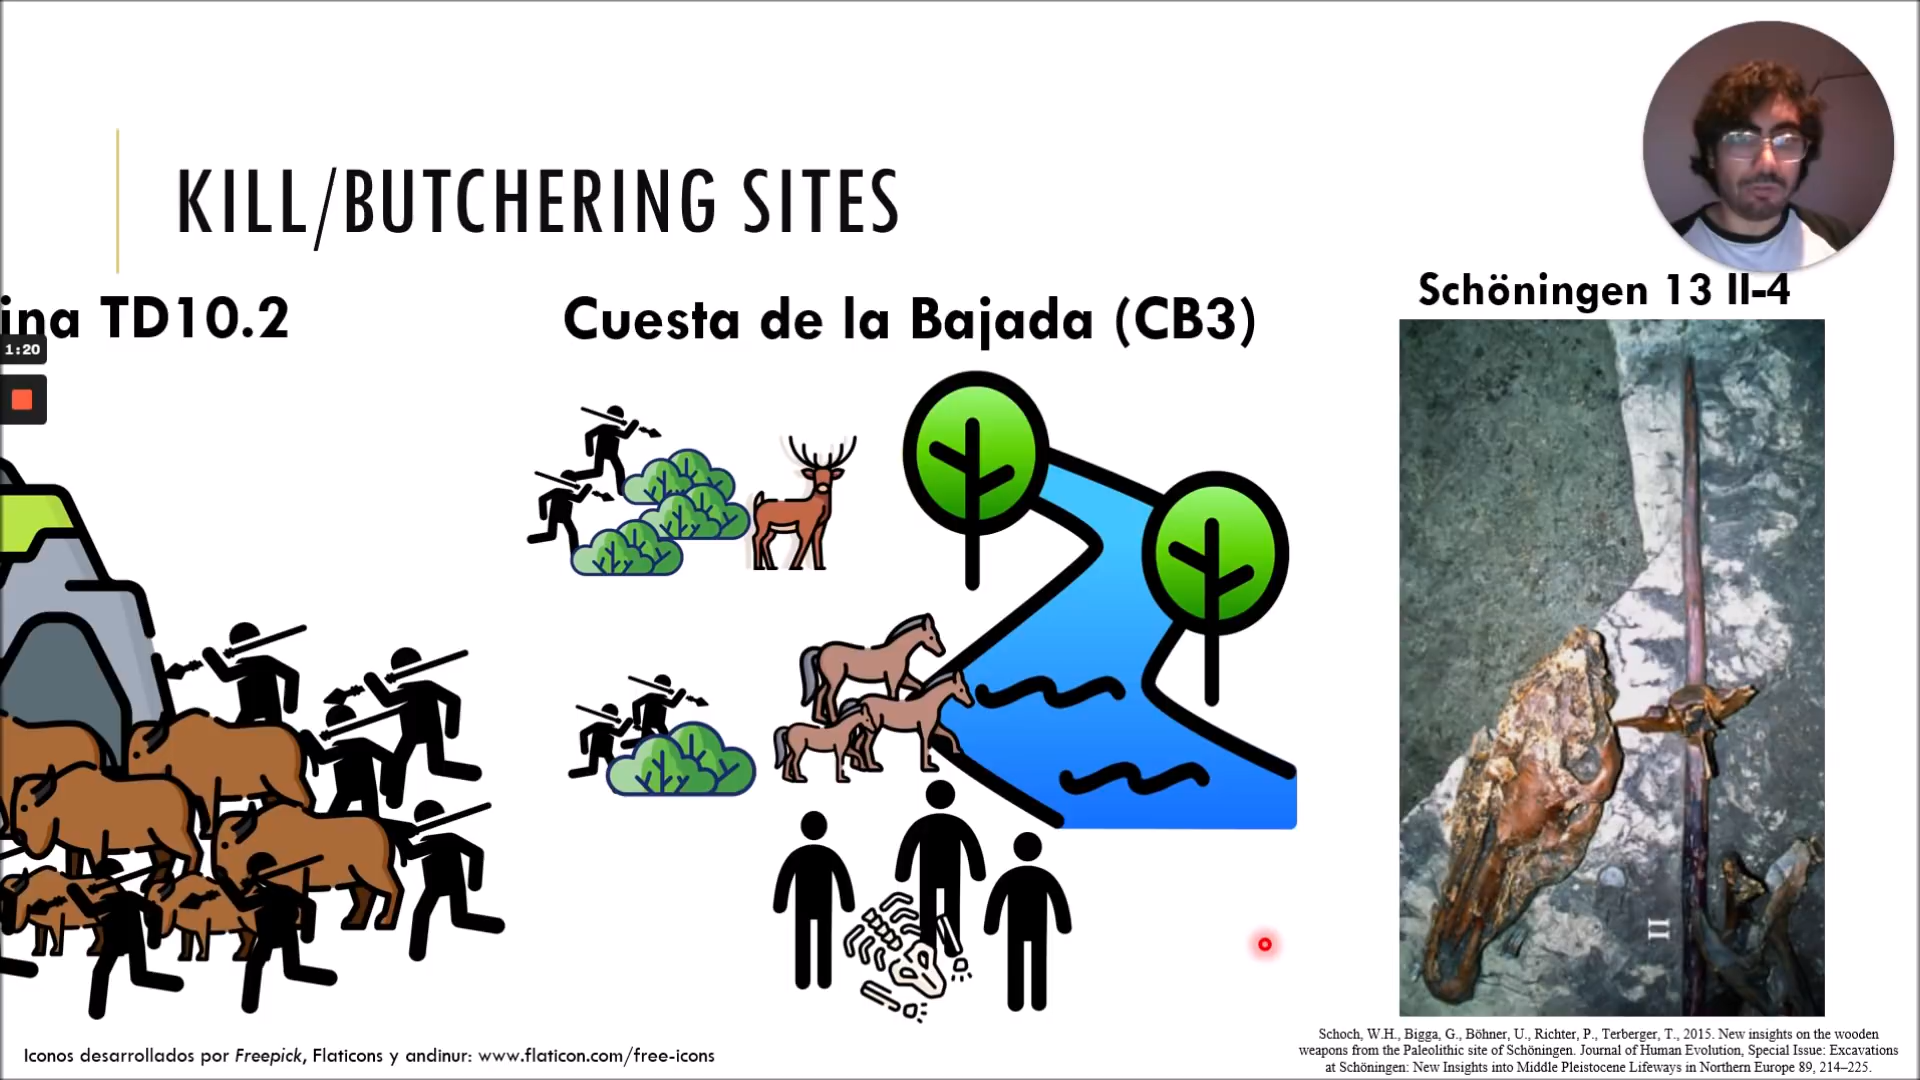 KILL/BUTCHERING SITES
ina TD10.2
Cuesta de la Bajada (CB3)
Schöningen 13 II-4
1:20
II
Iconos desarrollados por Freepick, Flaticons y andinur: www.flaticon.com/free-icons
Schoch, W.H., Bigga, G., Böhner, U., Richter, P., Terberger, T., 2015. New insights on the wooden
weapons from the Paleolithic site of Schöningen. Journal of Human Evolution, Special Issue: Excavations
at Schöningen: New Insights into Middle Pleistocene Lifeways in Northern Europe 89, 214–225.